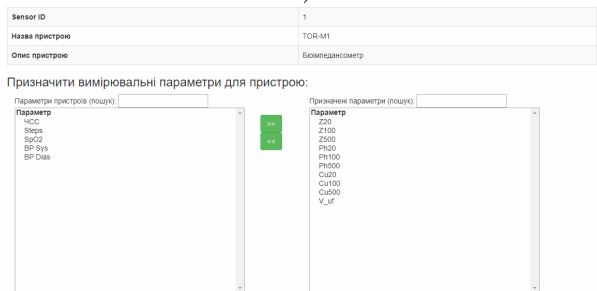 Sensor ID 1
Назва пристрою TOR-M1
Опис пристрою Біоімпедансометр
Призначити вимірювальні параметри для пристрою:
Параметри пристроїв (пошук):
Параметр
ЧСС
Steps
SpO2
BP Sys
BP Dias
>>
<<
Призначені параметри (пошук):
Параметр
Z20
Z100
Z500
Ph20
Ph100
Ph500
Cu20
Cu100
Cu500
V_uf